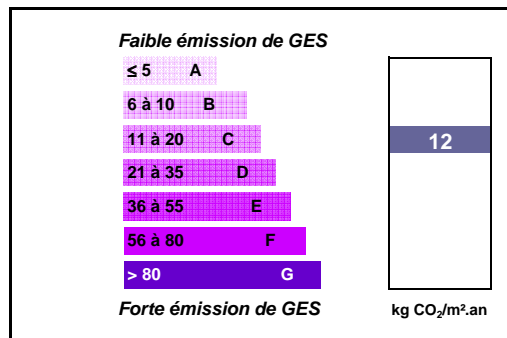 Faible émission de GES
≤ 5 A
6 à 10 B
11 à 20 C 12
21 à 35 D
36 à 55 E
56 à 80 F
> 80 G
Forte émission de GES kg CO₂/m².an